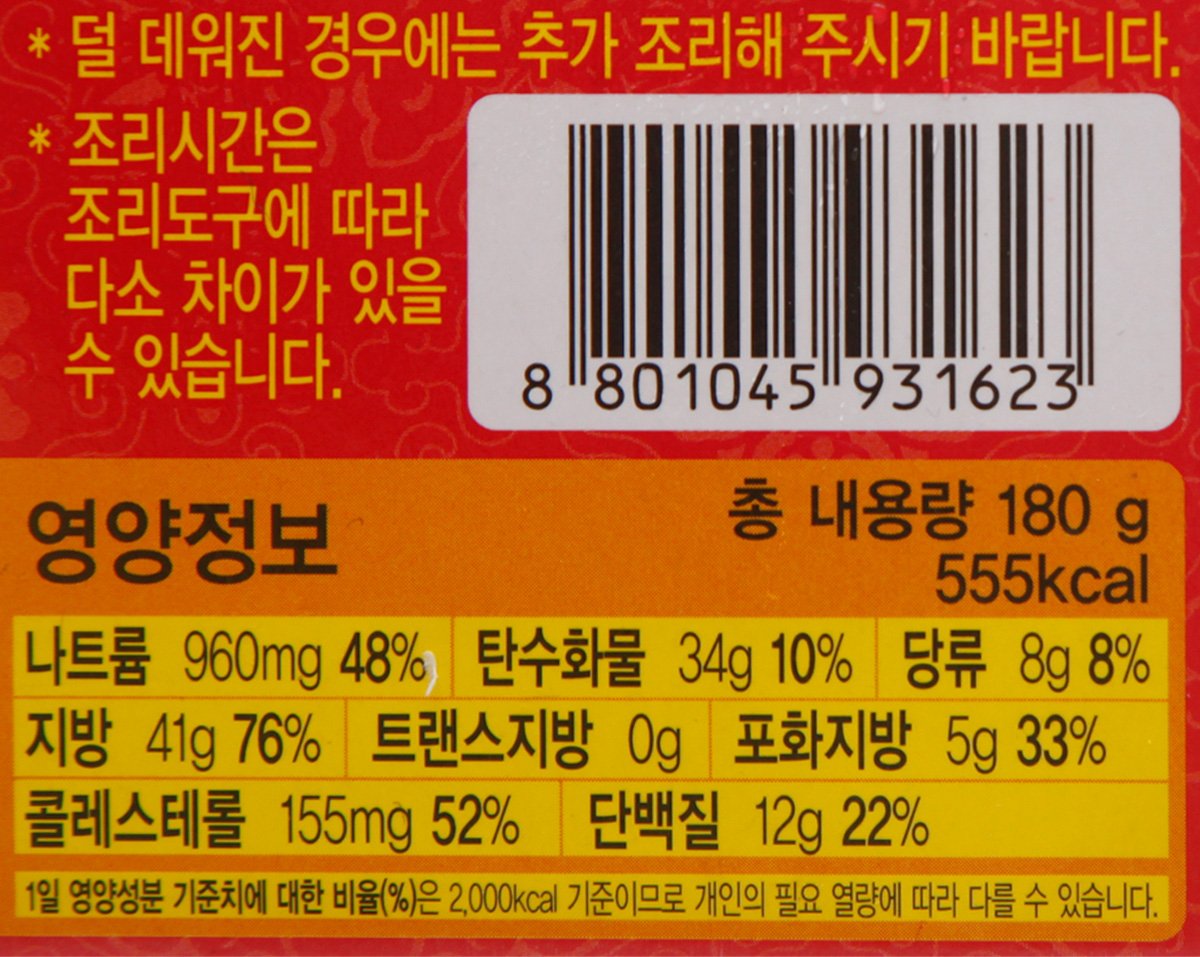 * 덜 데워진 경우에는 추가 조리해 주시기 바랍니다.
* 조리시간은
조리도구에 따라
다소 차이가 있을
수 있습니다.
8 801045 931623
영양정보
총 내용량 180 g
555kcal
나트륨 960mg 48% 탄수화물 34g 10% 당류 8g 8%
지방 41g 76% 트랜스지방 0g 포화지방 5g 33%
콜레스테롤 155mg 52% 단백질 12g 22%
1일 영양성분 기준치에 대한 비율(%)은 2,000kcal 기준이므로 개인의 필요 열량에 따라 다를 수 있습니다.